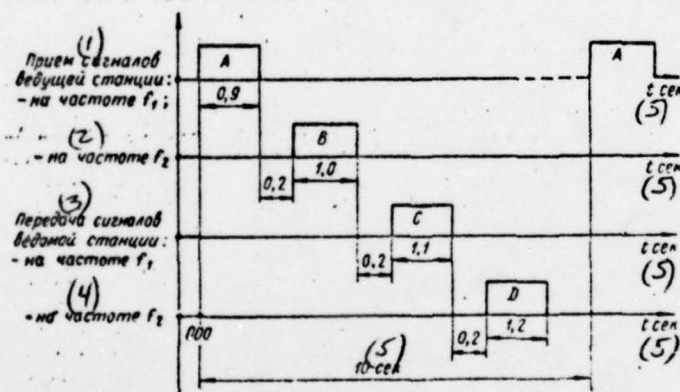 (1)
Прием сигналов
ведущей станции:
- на частоте f₁;
A
0,9
A
t сек
(5)
(2)
- на частоте f₂
B
0,2
1,0
t сек
(5)
(3)
Передача сигналов
ведомой станции:
- на частоте f₁
C
0,2
1,1
t сек
(5)
(4)
- на частоте f₂
D
000
0,2
1,2
t сек
(5)
(5)
10 сек